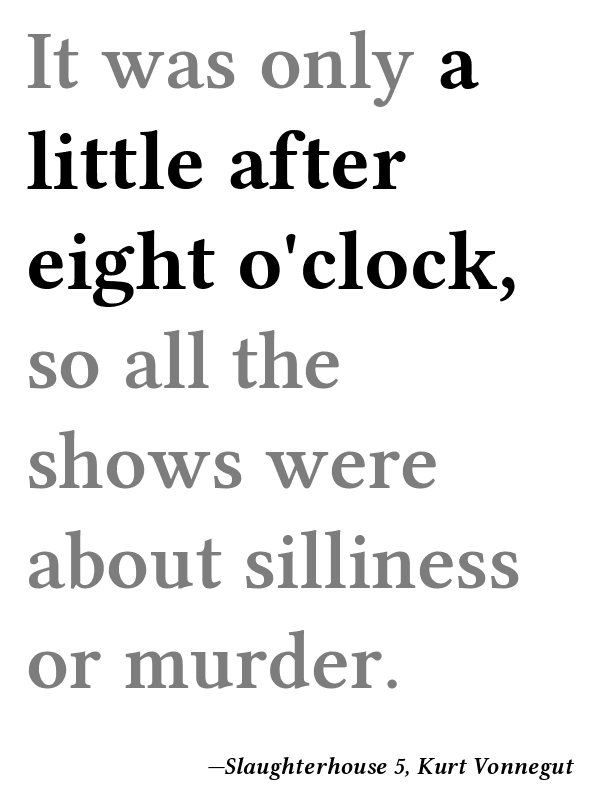 It was only a
little after
eight o'clock,
so all the
shows were
about silliness
or murder.
—Slaughterhouse 5, Kurt Vonnegut